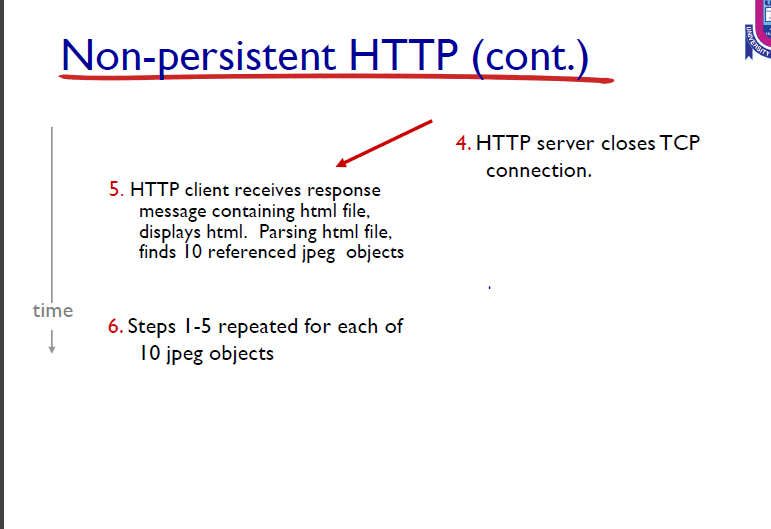 Non-persistent HTTP (cont.)
4. HTTP server closes TCP
connection.
5. HTTP client receives response
message containing html file,
displays html. Parsing html file,
finds 10 referenced jpeg objects
time
6. Steps 1-5 repeated for each of
10 jpeg objects